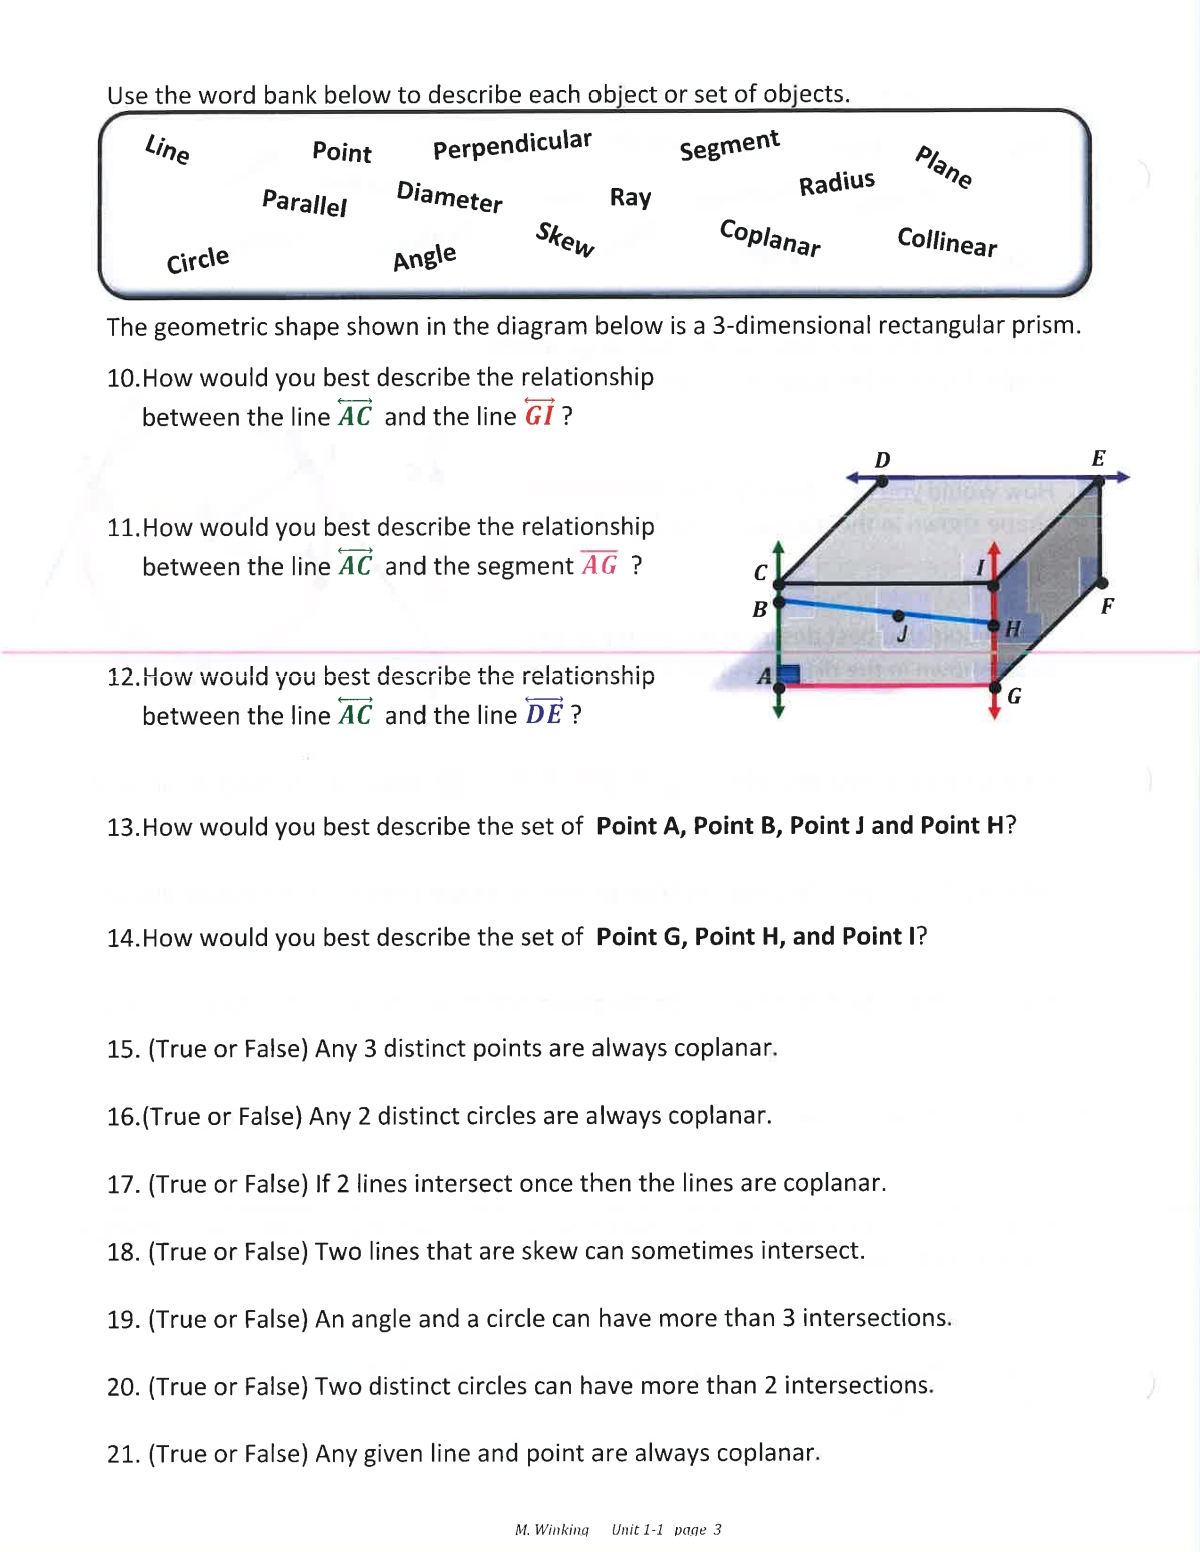 Use the word bank below to describe each object or set of objects.
Line Point Perpendicular Segment Plane
Parallel Diameter Ray Radius
Circle Angle Skew Coplanar Collinear
The geometric shape shown in the diagram below is a 3-dimensional rectangular prism.
10.How would you best describe the relationship
between the line AC and the line GI ?
D E
11.How would you best describe the relationship
between the line AC and the segment AG ?
C I
B F
J H
A G
12.How would you best describe the relationship
between the line AC and the line DE ?
13.How would you best describe the set of Point A, Point B, Point J and Point H?
14.How would you best describe the set of Point G, Point H, and Point I?
15. (True or False) Any 3 distinct points are always coplanar.
16.(True or False) Any 2 distinct circles are always coplanar.
17. (True or False) If 2 lines intersect once then the lines are coplanar.
18. (True or False) Two lines that are skew can sometimes intersect.
19. (True or False) An angle and a circle can have more than 3 intersections.
20. (True or False) Two distinct circles can have more than 2 intersections.
21. (True or False) Any given line and point are always coplanar.
M. Winking Unit 1-1 page 3